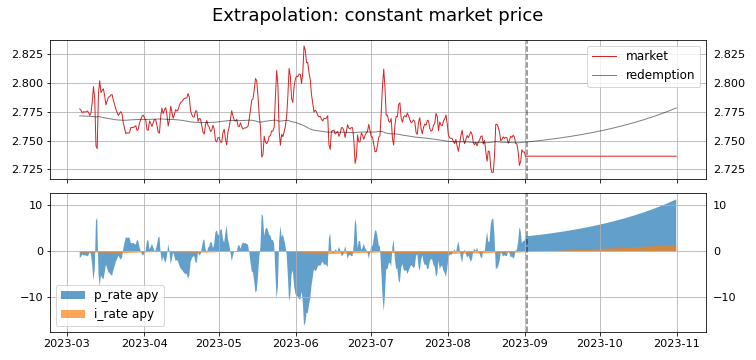 Extrapolation: constant market price
2.825
2.800
2.775
2.750
2.725
market
redemption
2.825
2.800
2.775
2.750
2.725
10
0
−10
p_rate apy
i_rate apy
10
0
−10
2023-03 2023-04 2023-05 2023-06 2023-07 2023-08 2023-09 2023-10 2023-11